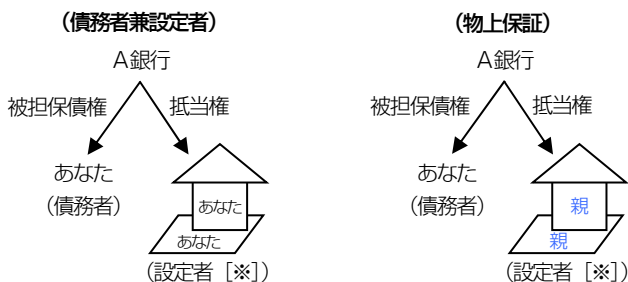 （債務者兼設定者）
A銀行
被担保債権
抵当権
あなた
（債務者）
あなた
あなた
（設定者［※］）
（物上保証）
A銀行
被担保債権
抵当権
あなた
（債務者）
親
親
（設定者［※］）